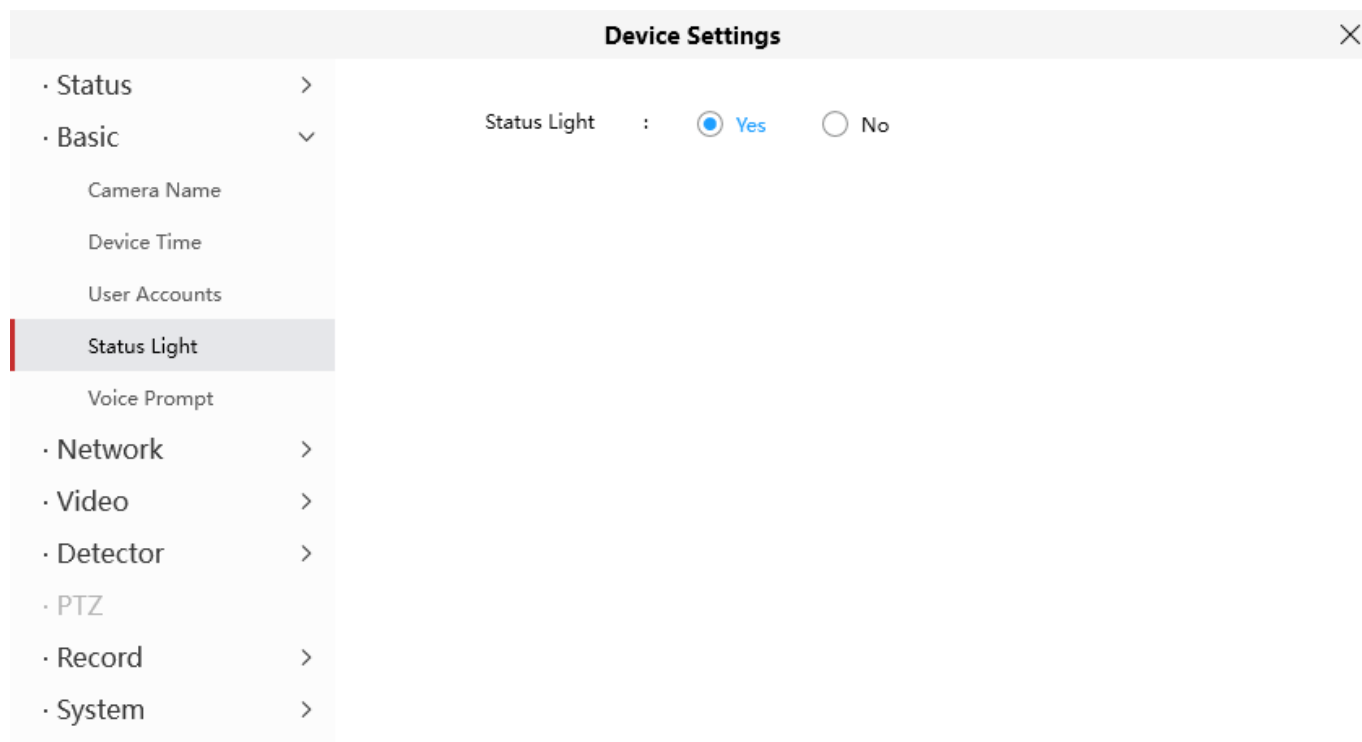 Device Settings
· Status
· Basic
Camera Name
Device Time
User Accounts
Status Light
Voice Prompt
· Network
· Video
· Detector
· PTZ
· Record
· System
Status Light : Yes No